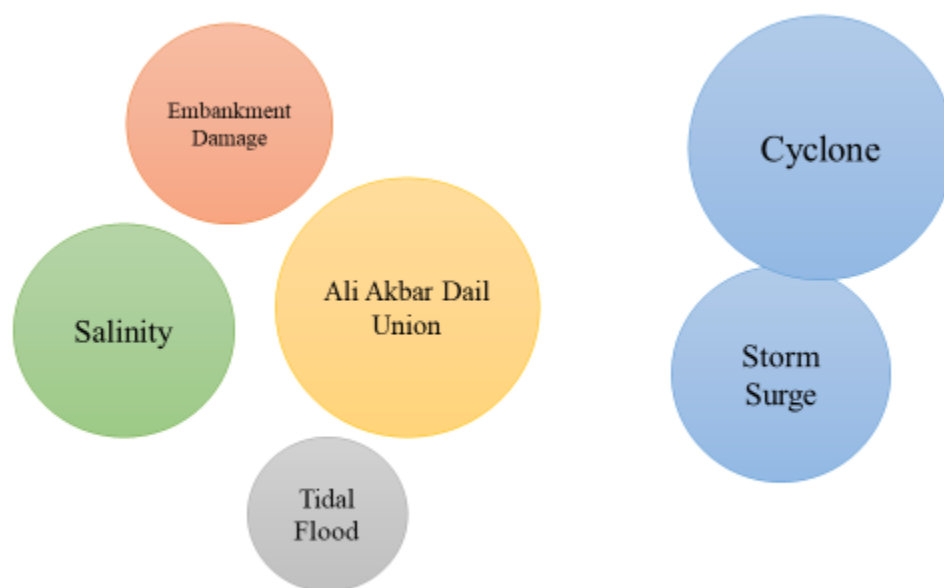 Embankment
Damage
Cyclone
Ali Akbar Dail
Union
Salinity
Storm
Surge
Tidal
Flood